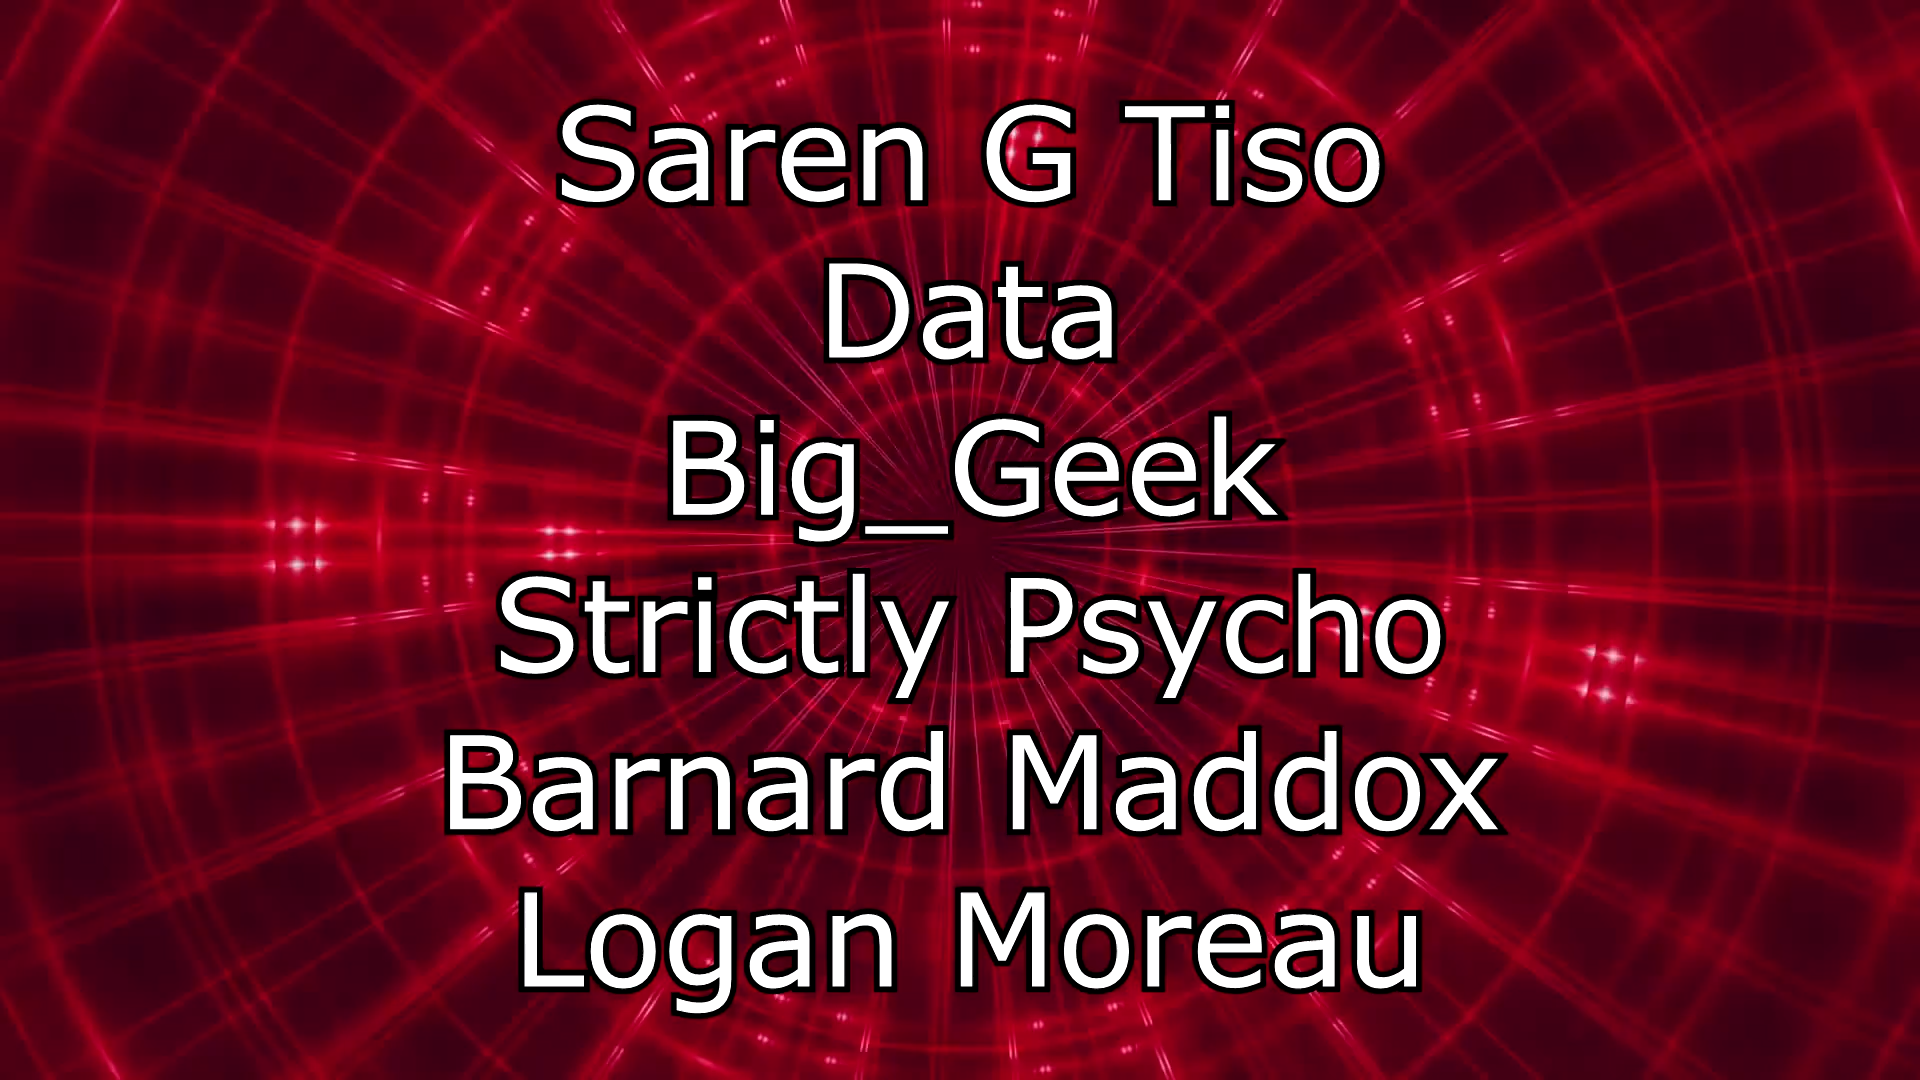 Saren G Tiso
Data
Big_Geek
Strictly Psycho
Barnard Maddox
Logan Moreau